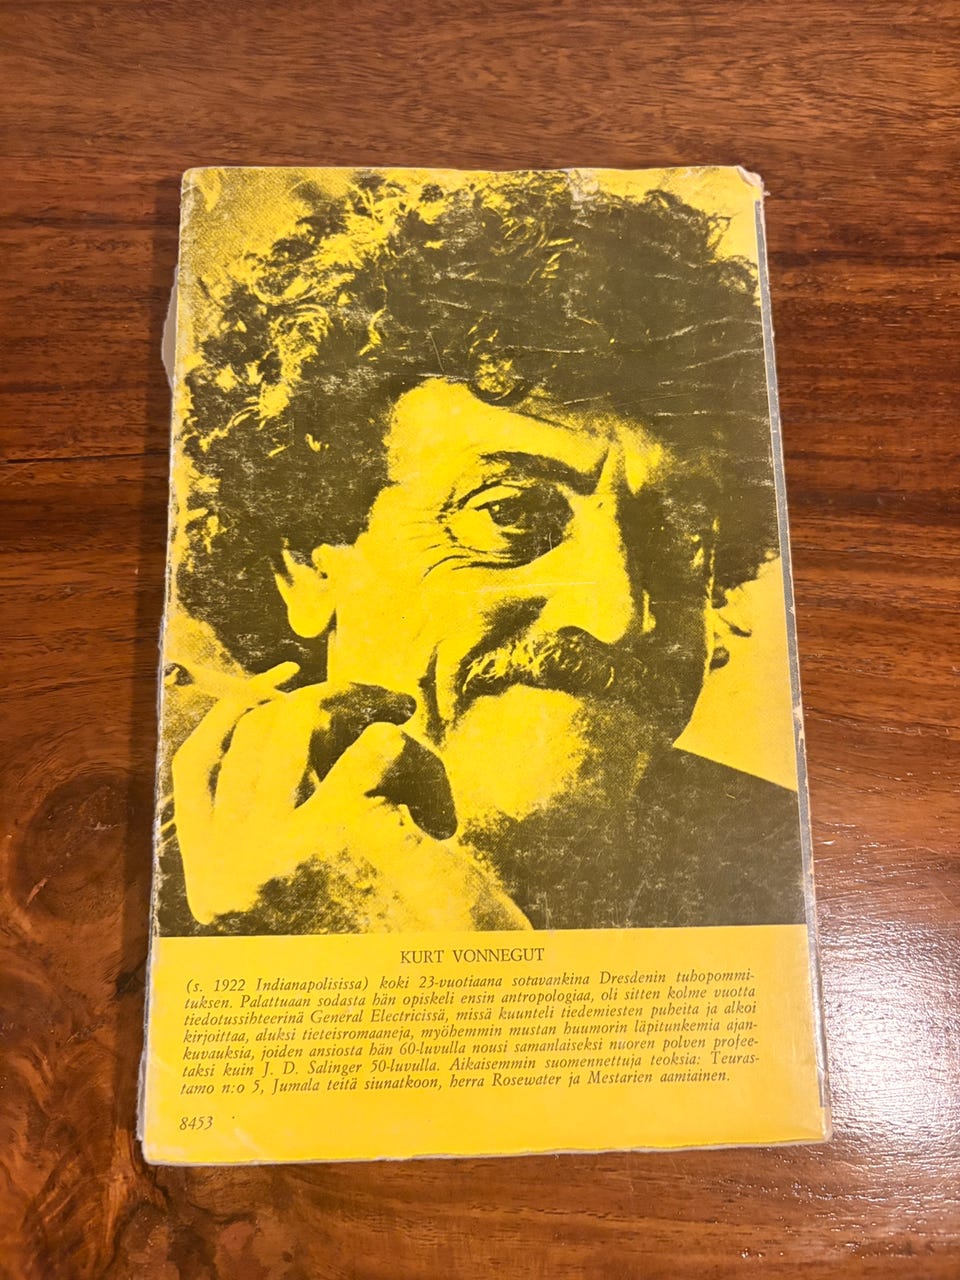 KURT VONNEGUT
(s. 1922 Indianapolisissa) koki 23-vuotiaana sotavankina Dresdenin tuhopommi-
tuksen. Palattuaan sodasta hän opiskeli ensin antropologiaa, oli sitten kolme vuotta
tiedotussihteerinä General Electricissä, missä kuunteli tiedemiesten puheita ja alkoi
kirjoittaa, aluksi tieteisromaaneja, myöhemmin mustan huumorin läpitunkemia ajan-
kuvauksia, joiden ansiosta hän 60-luvulla nousi samanlaiseksi nuoren polven profee-
taksi kuin J. D. Salinger 50-luvulla. Aikaisemmin suomennettuja teoksia: Teuras-
tamo n:o 5, Jumala teitä siunatkoon, herra Rosewater ja Mestarien aamiainen.
8453